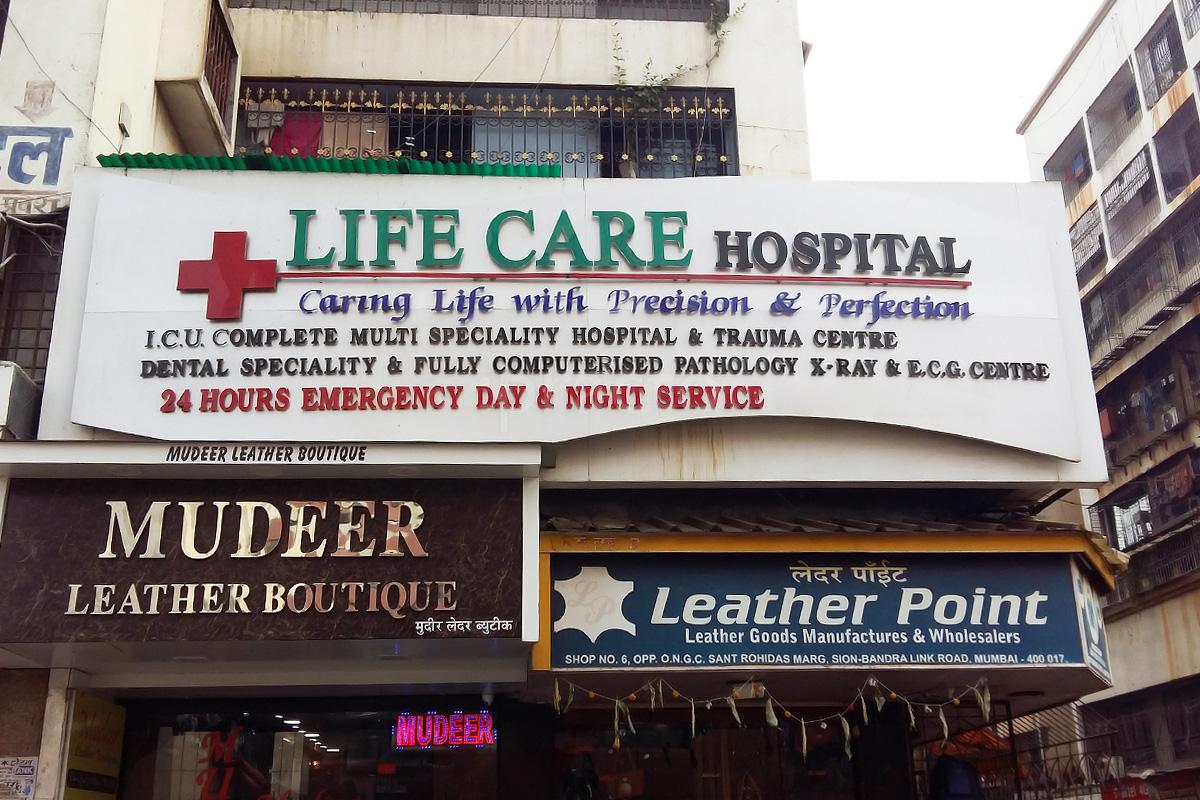 LIFE CARE HOSPITAL
Caring Life with Precision & Perfection
I.C.U. COMPLETE MULTI SPECIALITY HOSPITAL & TRAUMA CENTRE
DENTAL SPECIALITY & FULLY COMPUTERISED PATHOLOGY X-RAY & E.C.G. CENTRE
24 HOURS EMERGENCY DAY & NIGHT SERVICE
MUDEER LEATHER BOUTIQUE
MUDEER
LEATHER BOUTIQUE
मुदीर लेदर ब्युटीक
लेदर पाँईट
LP
Leather Point
Leather Goods Manufactures & Wholesalers
SHOP NO. 6, OPP. O.N.G.C. SANT ROHIDAS MARG, SION-BANDRA LINK ROAD, MUMBAI - 400 017.
MUDEER